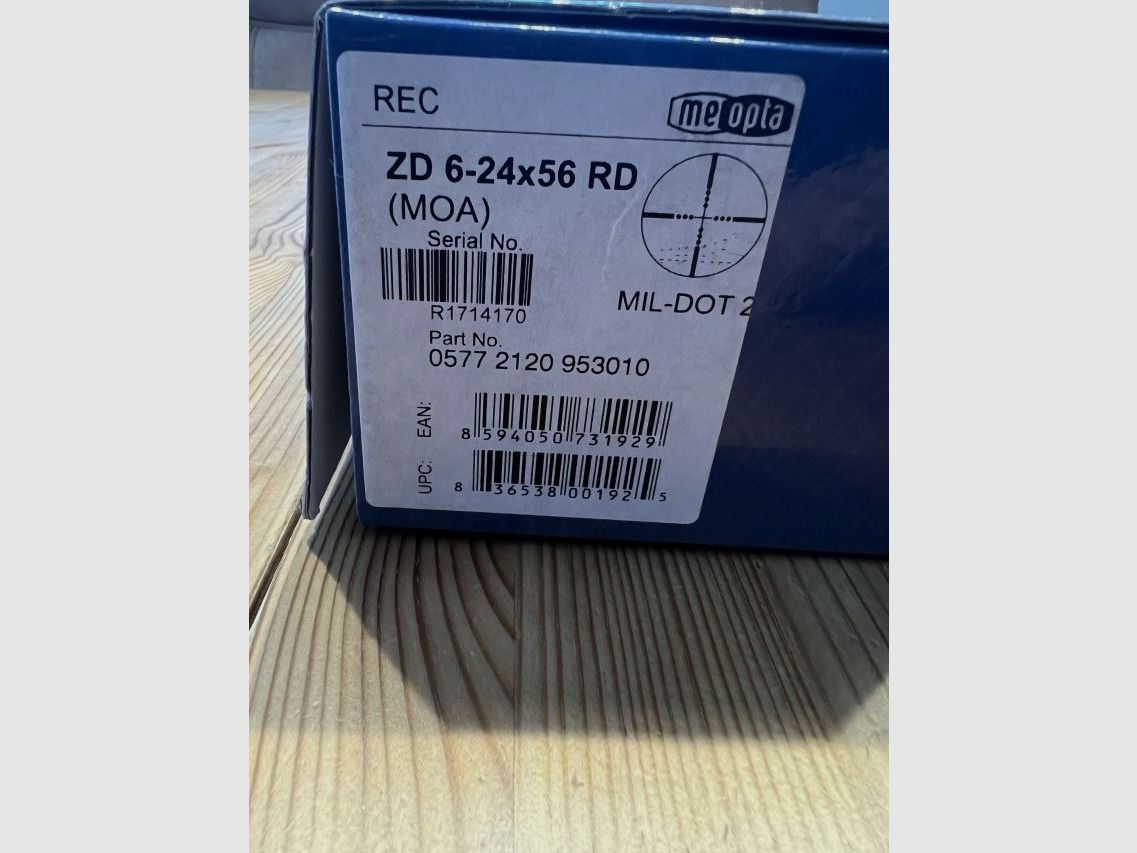 REC
meopta
ZD 6-24x56 RD
(MOA)
Serial No.
R1714170
MIL-DOT 2
Part No.
0577 2120 953010
EAN:
8 594050 731929
UPC:
8 36538 00192 5